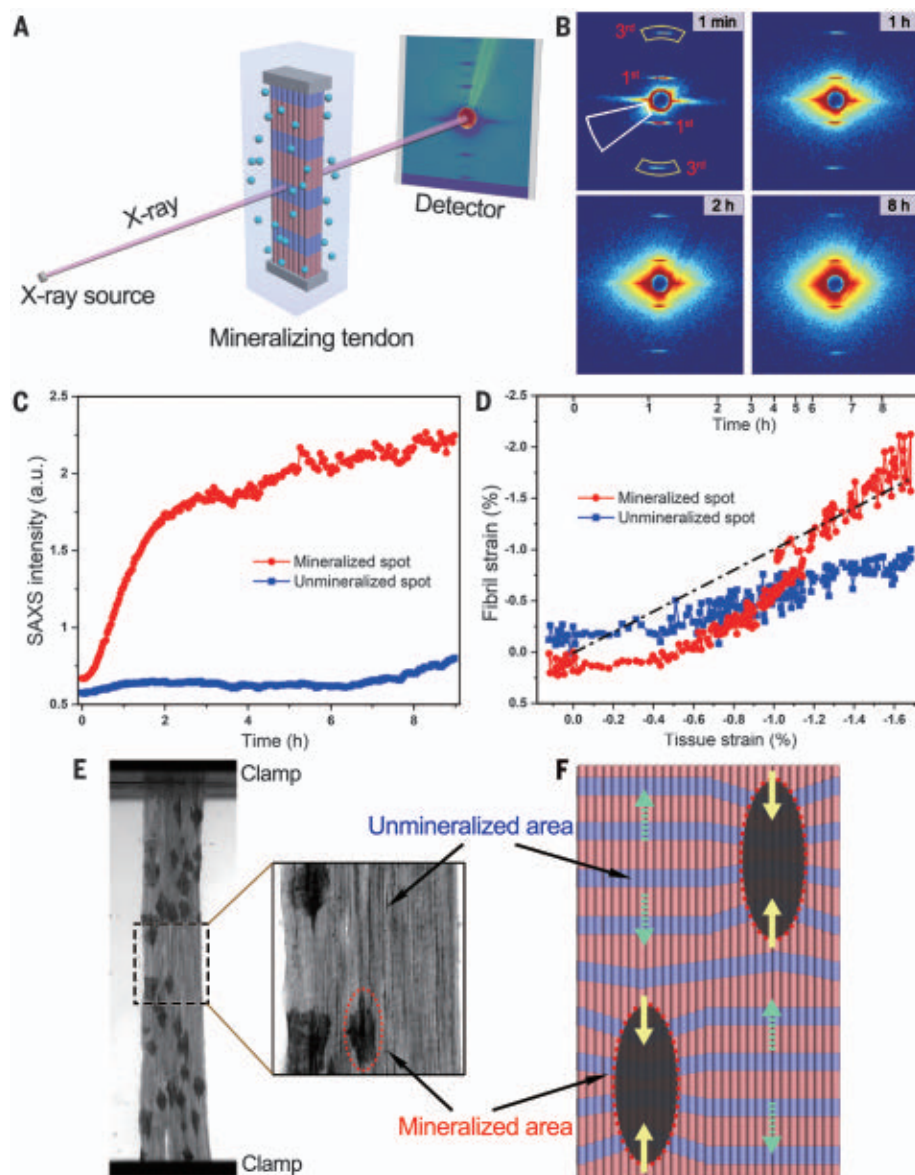 A
X-ray
X-ray source
Detector
Mineralizing tendon
B
1 min
3rd
1st
1st
3rd
1 h
2 h
8 h
C
2.5
2
1.5
1
0.5
SAXS intensity (a.u.)
Mineralized spot
Unmineralized spot
0 2 4 6 8
Time (h)
D
0 1 2 3 4 5 6 7 8
Time (h)
-2.5
-2.0
-1.5
-1.0
-0.5
0.0
0.5
Fibril strain (%)
Mineralized spot
Unmineralized spot
0.0 -0.2 -0.4 -0.6 -0.8 -1.0 -1.2 -1.4 -1.6
Tissue strain (%)
E
Clamp
Unmineralized area
Mineralized area
Clamp
F